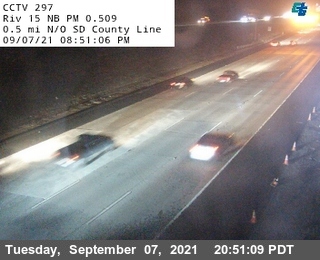 CCTV 297
Riv 15 NB PM 0.509
0.5 mi N/O SD County Line
09/07/21 08:51:06 PM
Tuesday, September 07, 2021 20:51:09 PDT